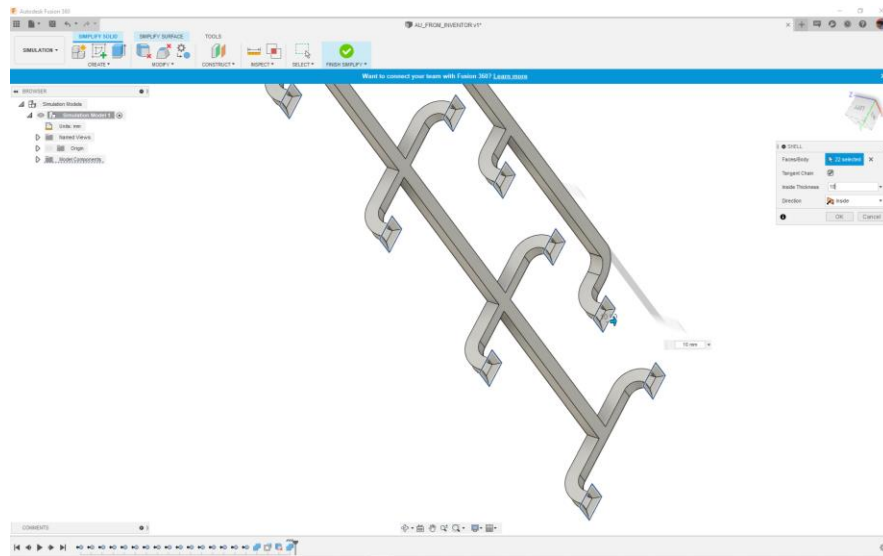 Autodesk Fusion 360
AU_FROM_INVENTOR v1*
SIMPLIFY SOLID SIMPLIFY SURFACE TOOLS
SIMULATION
CREATE MODIFY CONSTRUCT INSPECT SELECT FINISH SIMPLIFY
Want to connect your team with Fusion 360? Learn more
BROWSER
Simulation Models
Simulation Model 1
Units: mm
Named Views
Origin
Model Components
SHELL
Faces/Body 22 selected
Tangent Chain
Inside Thickness 10
Direction Inside
OK Cancel
10 mm
COMMENTS